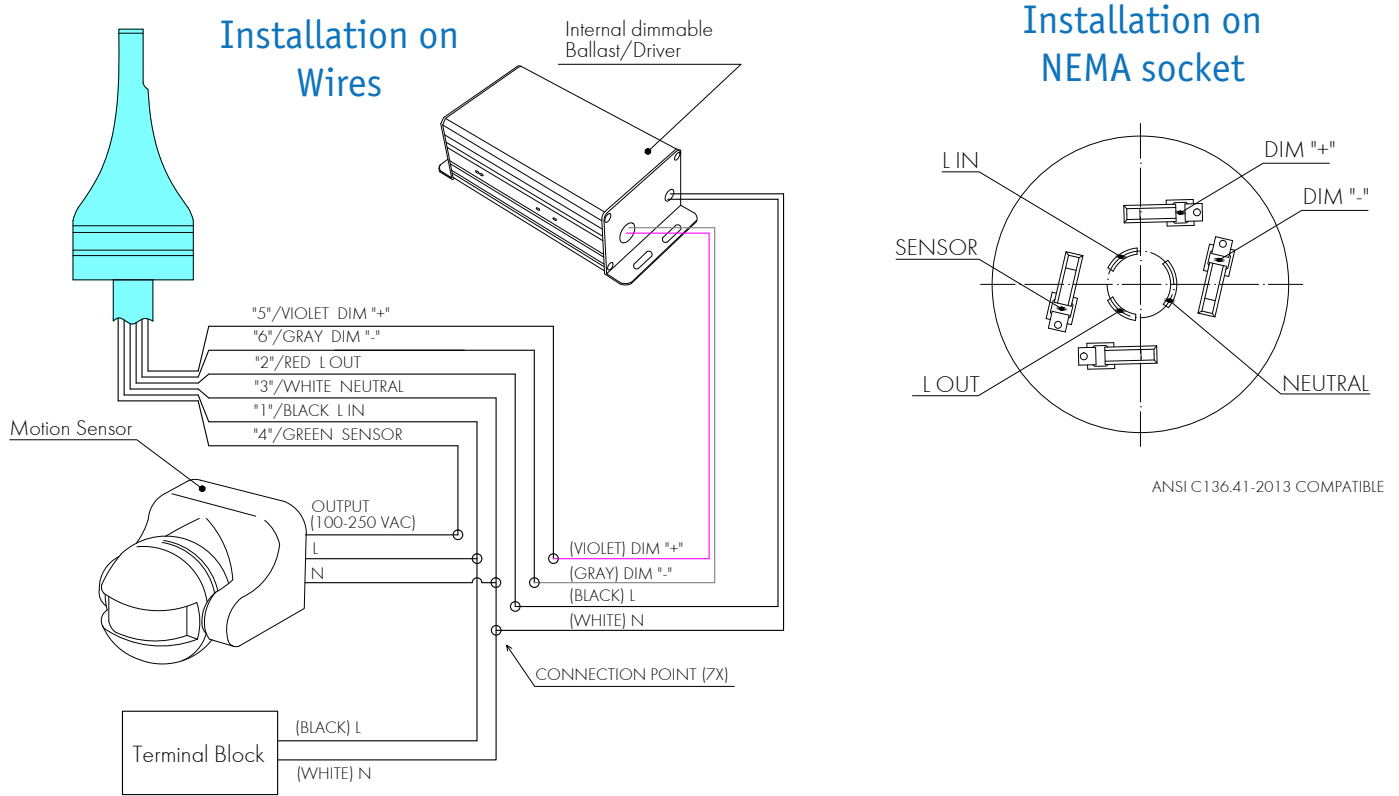 Installation on
Wires
Internal dimmable
Ballast/Driver
"5"/VIOLET DIM "+"
"6"/GRAY DIM "-"
"2"/RED L OUT
"3"/WHITE NEUTRAL
"1"/BLACK L IN
"4"/GREEN SENSOR
Motion Sensor
OUTPUT
(100-250 VAC)
L
N
(VIOLET) DIM "+"
(GRAY) DIM "-"
(BLACK) L
(WHITE) N
CONNECTION POINT (7X)
Terminal Block
(BLACK) L
(WHITE) N
Installation on
NEMA socket
L IN
DIM "+"
DIM "-"
SENSOR
L OUT
NEUTRAL
ANSI C136.41-2013 COMPATIBLE